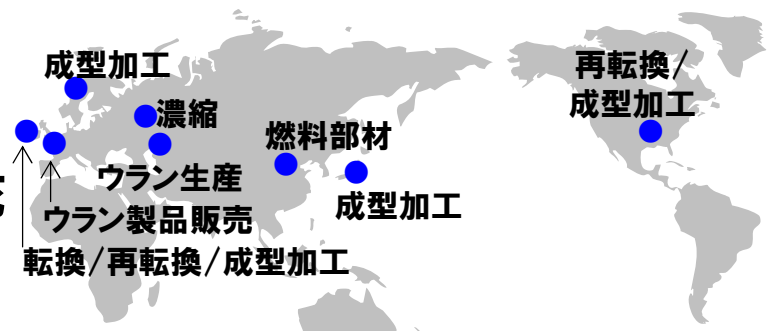 成型加工
再転換/
成型加工
濃縮
燃料部材
ウラン生産
成型加工
ウラン製品販売
転換/再転換/成型加工